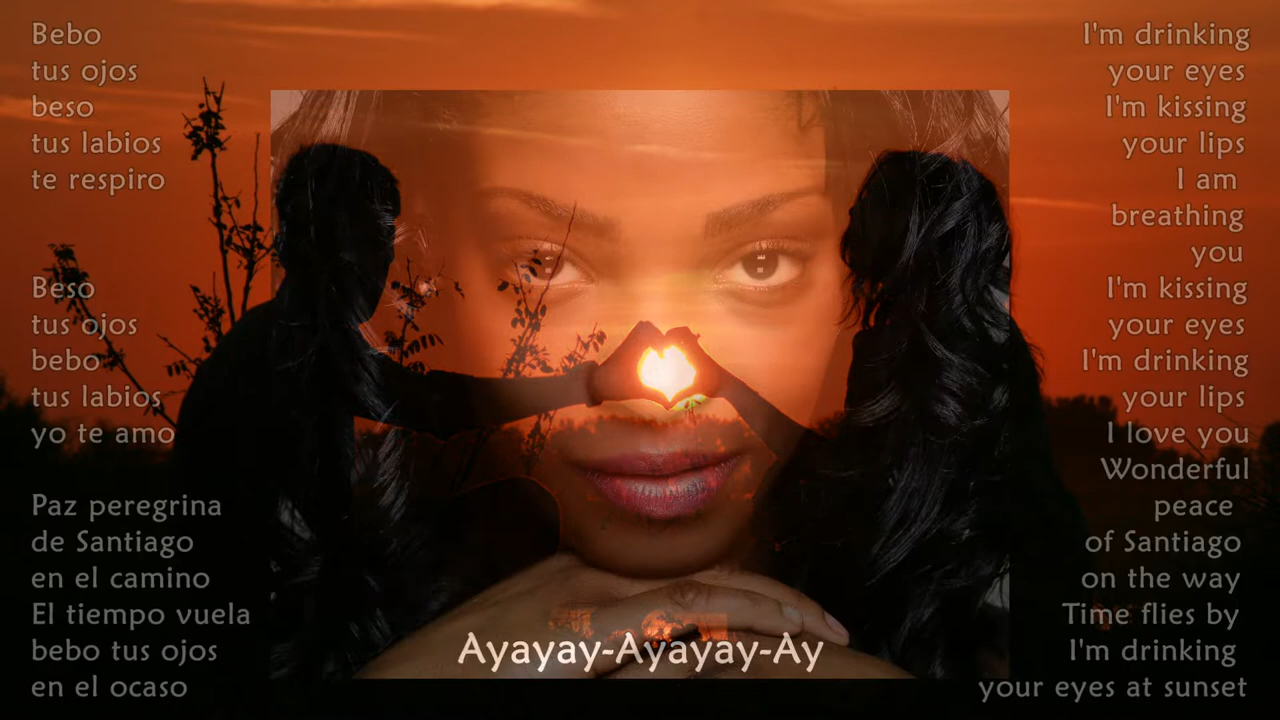 Bebo
tus ojos
beso
tus labios
te respiro
Beso
tus ojos
bebo
tus labios
yo te amo
Paz peregrina
de Santiago
en el camino
El tiempo vuela
bebo tus ojos
en el ocaso
I'm drinking
your eyes
I'm kissing
your lips
I am
breathing
you
I'm kissing
your eyes
I'm drinking
your lips
I love you
Wonderful
peace
of Santiago
on the way
Time flies by
I'm drinking
your eyes at sunset
Ayayay-Ayayay-Ay